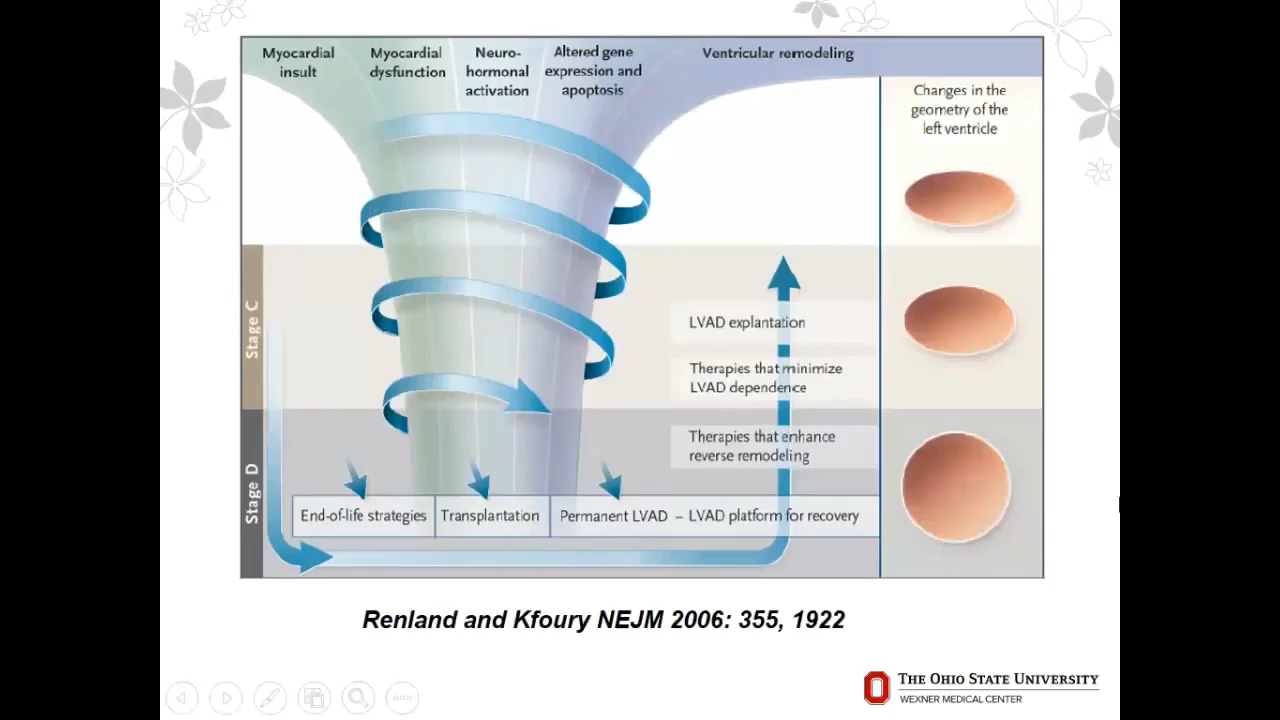 Myocardial
insult
Myocardial
dysfunction
Neuro-
hormonal
activation
Altered gene
expression and
apoptosis
Ventricular remodeling
Changes in the
geometry of the
left ventricle
Stage C
LVAD explantation
Therapies that minimize
LVAD dependence
Stage D
Therapies that enhance
reverse remodeling
End-of-life strategies
Transplantation
Permanent LVAD – LVAD platform for recovery
Renland and Kfoury NEJM 2006: 355, 1922
THE OHIO STATE UNIVERSITY
WEXNER MEDICAL CENTER